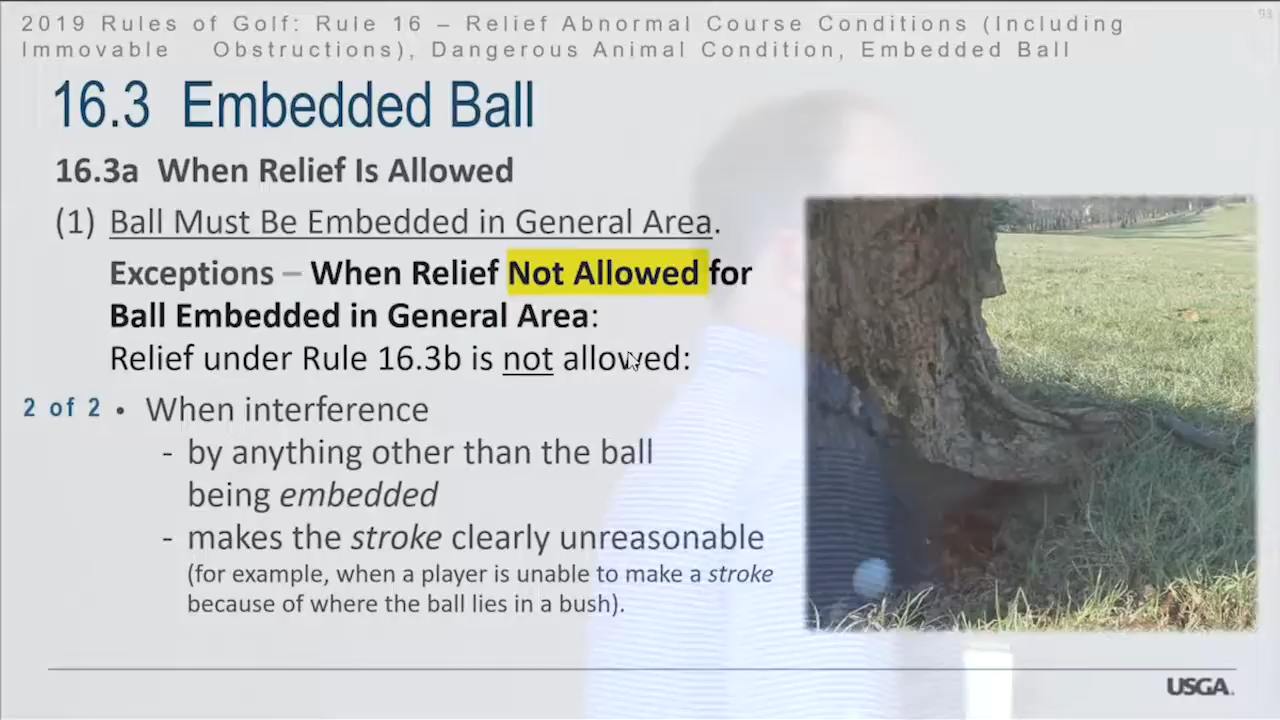 93
2019 Rules of Golf: Rule 16 – Relief Abnormal Course Conditions (Including
Immovable Obstructions), Dangerous Animal Condition, Embedded Ball
16.3 Embedded Ball
16.3a When Relief Is Allowed
(1) Ball Must Be Embedded in General Area.
Exceptions – When Relief Not Allowed for
Ball Embedded in General Area:
Relief under Rule 16.3b is not allowed:
2 of 2 • When interference
- by anything other than the ball
being embedded
- makes the stroke clearly unreasonable
(for example, when a player is unable to make a stroke
because of where the ball lies in a bush).
USGA.